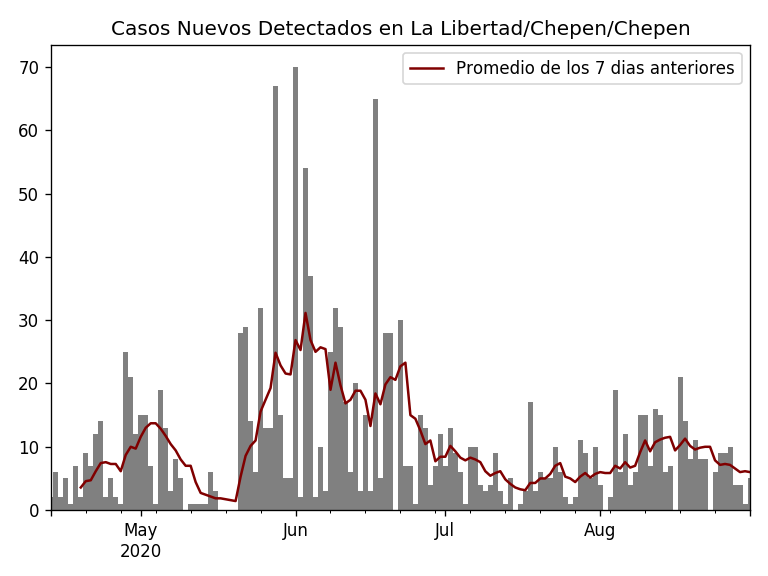 Casos Nuevos Detectados en La Libertad/Chepen/Chepen
Promedio de los 7 dias anteriores
70
60
50
40
30
20
10
0
May
2020
Jun
Jul
Aug